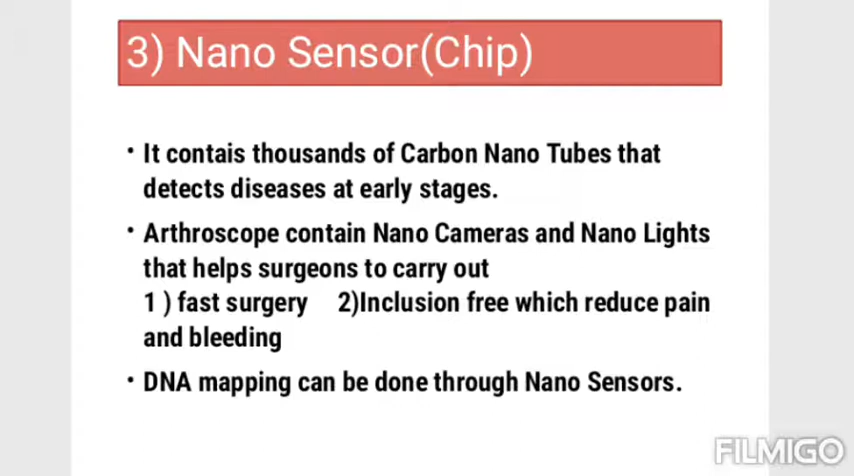 3) Nano Sensor(Chip)
• It contais thousands of Carbon Nano Tubes that
detects diseases at early stages.
• Arthroscope contain Nano Cameras and Nano Lights
that helps surgeons to carry out
1 ) fast surgery 2)Inclusion free which reduce pain
and bleeding
• DNA mapping can be done through Nano Sensors.
FILMIGO